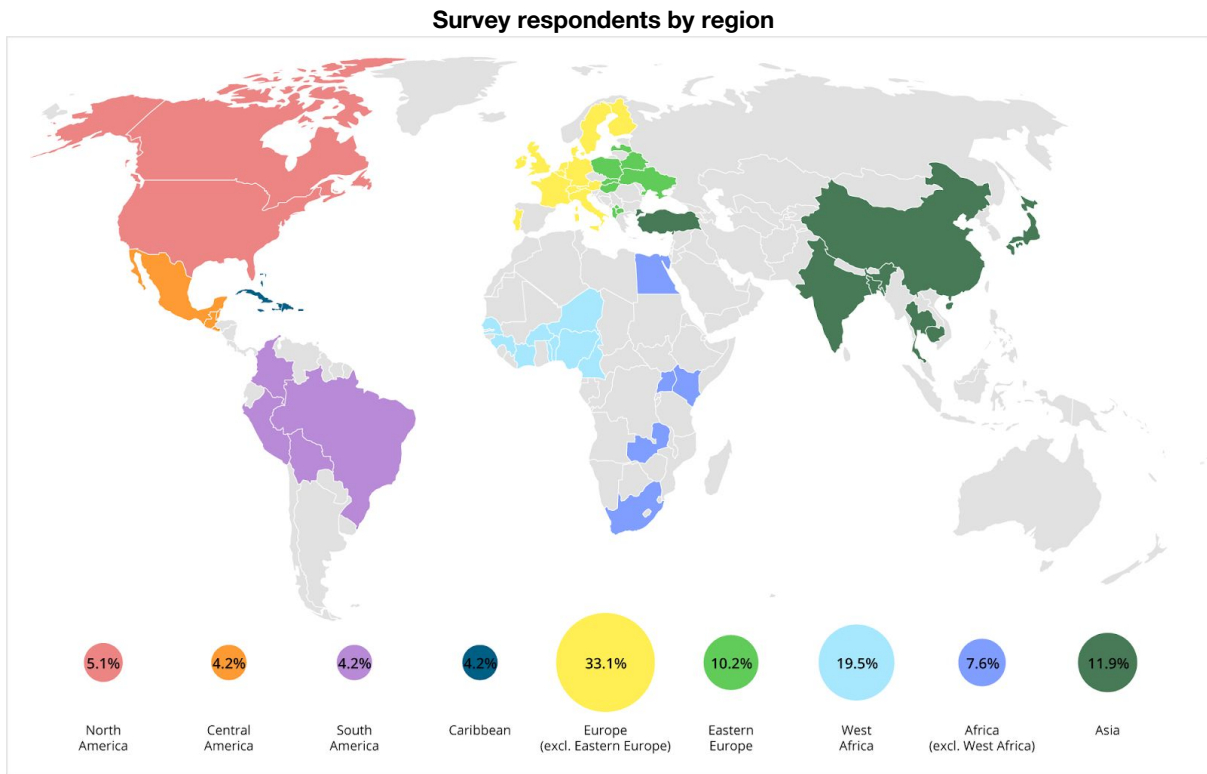 Survey respondents by region
5.1%
4.2%
4.2%
4.2%
33.1%
10.2%
19.5%
7.6%
11.9%
North
America
Central
America
South
America
Caribbean
Europe
(excl. Eastern Europe)
Eastern
Europe
West
Africa
Africa
(excl. West Africa)
Asia